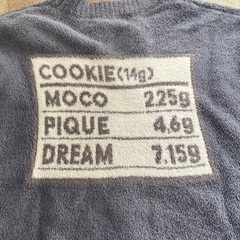 COOKIE(14g)
MOCO 2.25g
PIQUE 4.6g
DREAM 7.15g